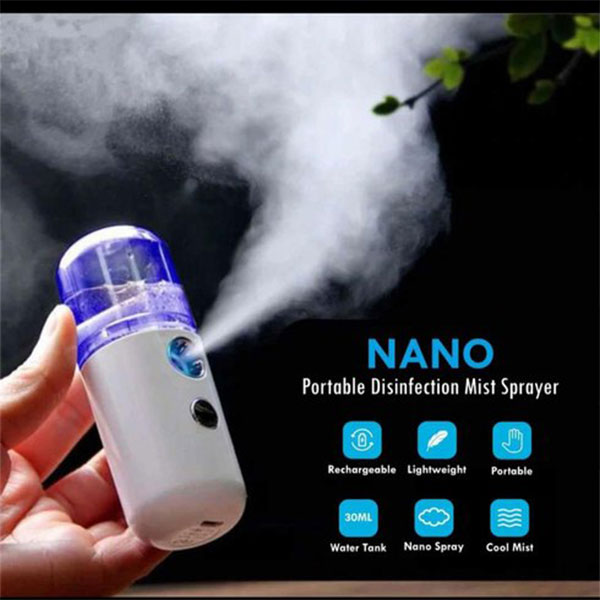 NANO
Portable Disinfection Mist Sprayer
Rechargeable
Lightweight
Portable
30ML
Water Tank
Nano Spray
Cool Mist